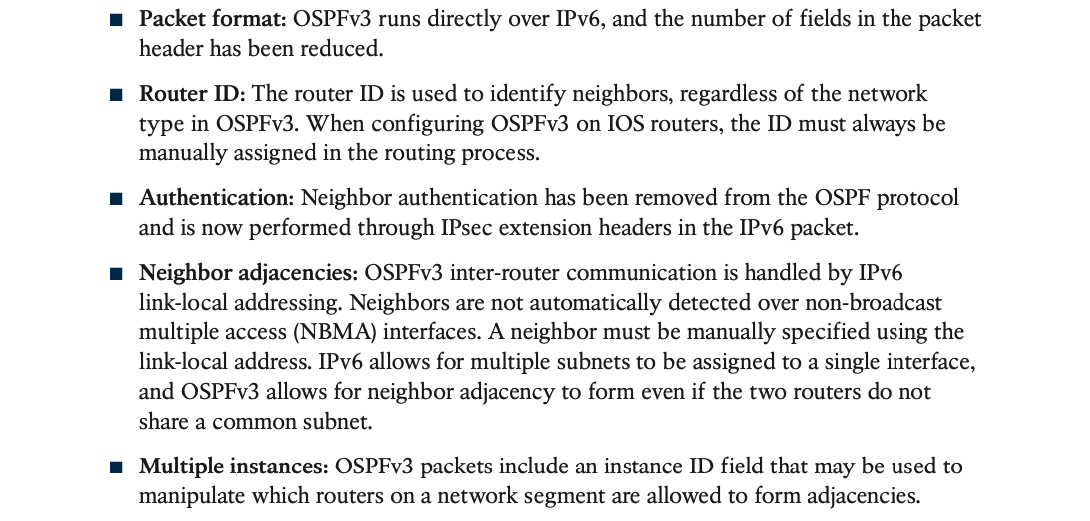 ■ Packet format: OSPFv3 runs directly over IPv6, and the number of fields in the packet
header has been reduced.
■ Router ID: The router ID is used to identify neighbors, regardless of the network
type in OSPFv3. When configuring OSPFv3 on IOS routers, the ID must always be
manually assigned in the routing process.
■ Authentication: Neighbor authentication has been removed from the OSPF protocol
and is now performed through IPsec extension headers in the IPv6 packet.
■ Neighbor adjacencies: OSPFv3 inter-router communication is handled by IPv6
link-local addressing. Neighbors are not automatically detected over non-broadcast
multiple access (NBMA) interfaces. A neighbor must be manually specified using the
link-local address. IPv6 allows for multiple subnets to be assigned to a single interface,
and OSPFv3 allows for neighbor adjacency to form even if the two routers do not
share a common subnet.
■ Multiple instances: OSPFv3 packets include an instance ID field that may be used to
manipulate which routers on a network segment are allowed to form adjacencies.